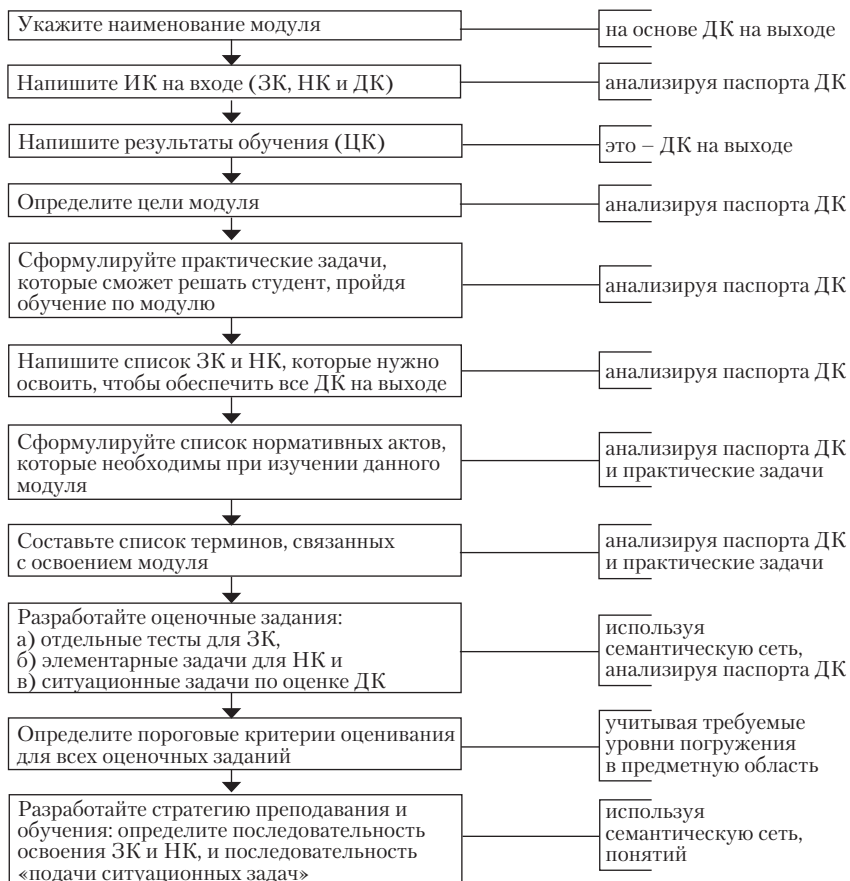 Укажите наименование модуля
на основе ДК на выходе
Напишите ИК на входе (ЗК, НК и ДК)
анализируя паспорта ДК
Напишите результаты обучения (ЦК)
это – ДК на выходе
Определите цели модуля
анализируя паспорта ДК
Сформулируйте практические задачи,
которые сможет решать студент, пройдя
обучение по модулю
анализируя паспорта ДК
Напишите список ЗК и НК, которые нужно
освоить, чтобы обеспечить все ДК на выходе
анализируя паспорта ДК
Сформулируйте список нормативных актов,
которые необходимы при изучении данного
модуля
анализируя паспорта ДК
и практические задачи
Составьте список терминов, связанных
с освоением модуля
анализируя паспорта ДК
и практические задачи
Разработайте оценочные задания:
а) отдельные тесты для ЗК,
б) элементарные задачи для НК и
в) ситуационные задачи по оценке ДК
используя
семантическую сеть,
анализируя паспорта ДК
Определите пороговые критерии оценивания
для всех оценочных заданий
учитывая требуемые
уровни погружения
в предметную область
Разработайте стратегию преподавания и
обучения: определите последовательность
освоения ЗК и НК, и последовательность
«подачи ситуационных задач»
используя
семантическую сеть,
понятий